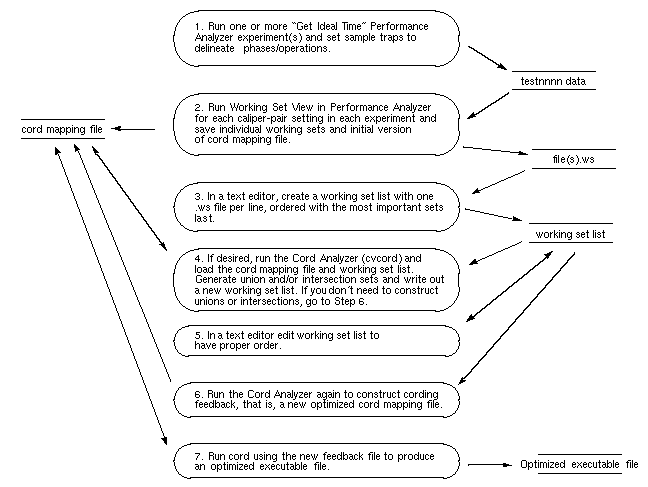 1. Run one or more "Get Ideal Time" Performance
Analyzer experiment(s) and set sample traps to
delineate phases/operations.
testnnnn data
2. Run Working Set View in Performance Analyzer
for each caliper-pair setting in each experiment and
save individual working sets and initial version
of cord mapping file.
cord mapping file
file(s).ws
3. In a text editor, create a working set list with one
.ws file per line, ordered with the most important sets
last.
working set list
4. If desired, run the Cord Analyzer (cvcord) and
load the cord mapping file and working set list.
Generate union and/or intersection sets and write out
a new working set list. If you don't need to construct
unions or intersections, go to Step 6.
5. In a text editor edit working set list to
have proper order.
6. Run the Cord Analyzer again to construct cording
feedback, that is, a new optimized cord mapping file.
7. Run cord using the new feedback file to produce
an optimized executable file.
Optimized executable file